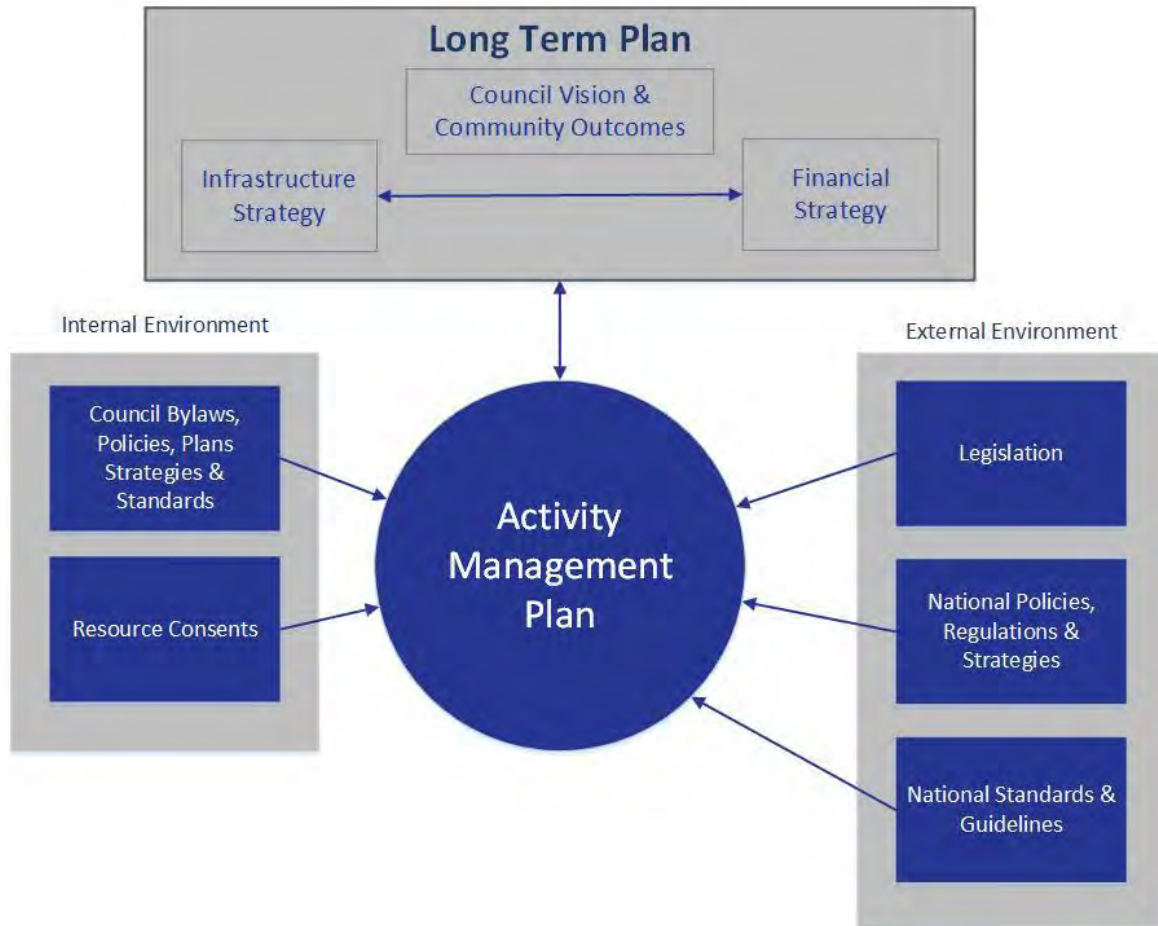 Long Term Plan
Council Vision &
Community Outcomes
Infrastructure
Strategy
Financial
Strategy
Internal Environment
Council Bylaws,
Policies, Plans
Strategies &
Standards
Resource Consents
Activity
Management
Plan
External Environment
Legislation
National Policies,
Regulations &
Strategies
National Standards &
Guidelines